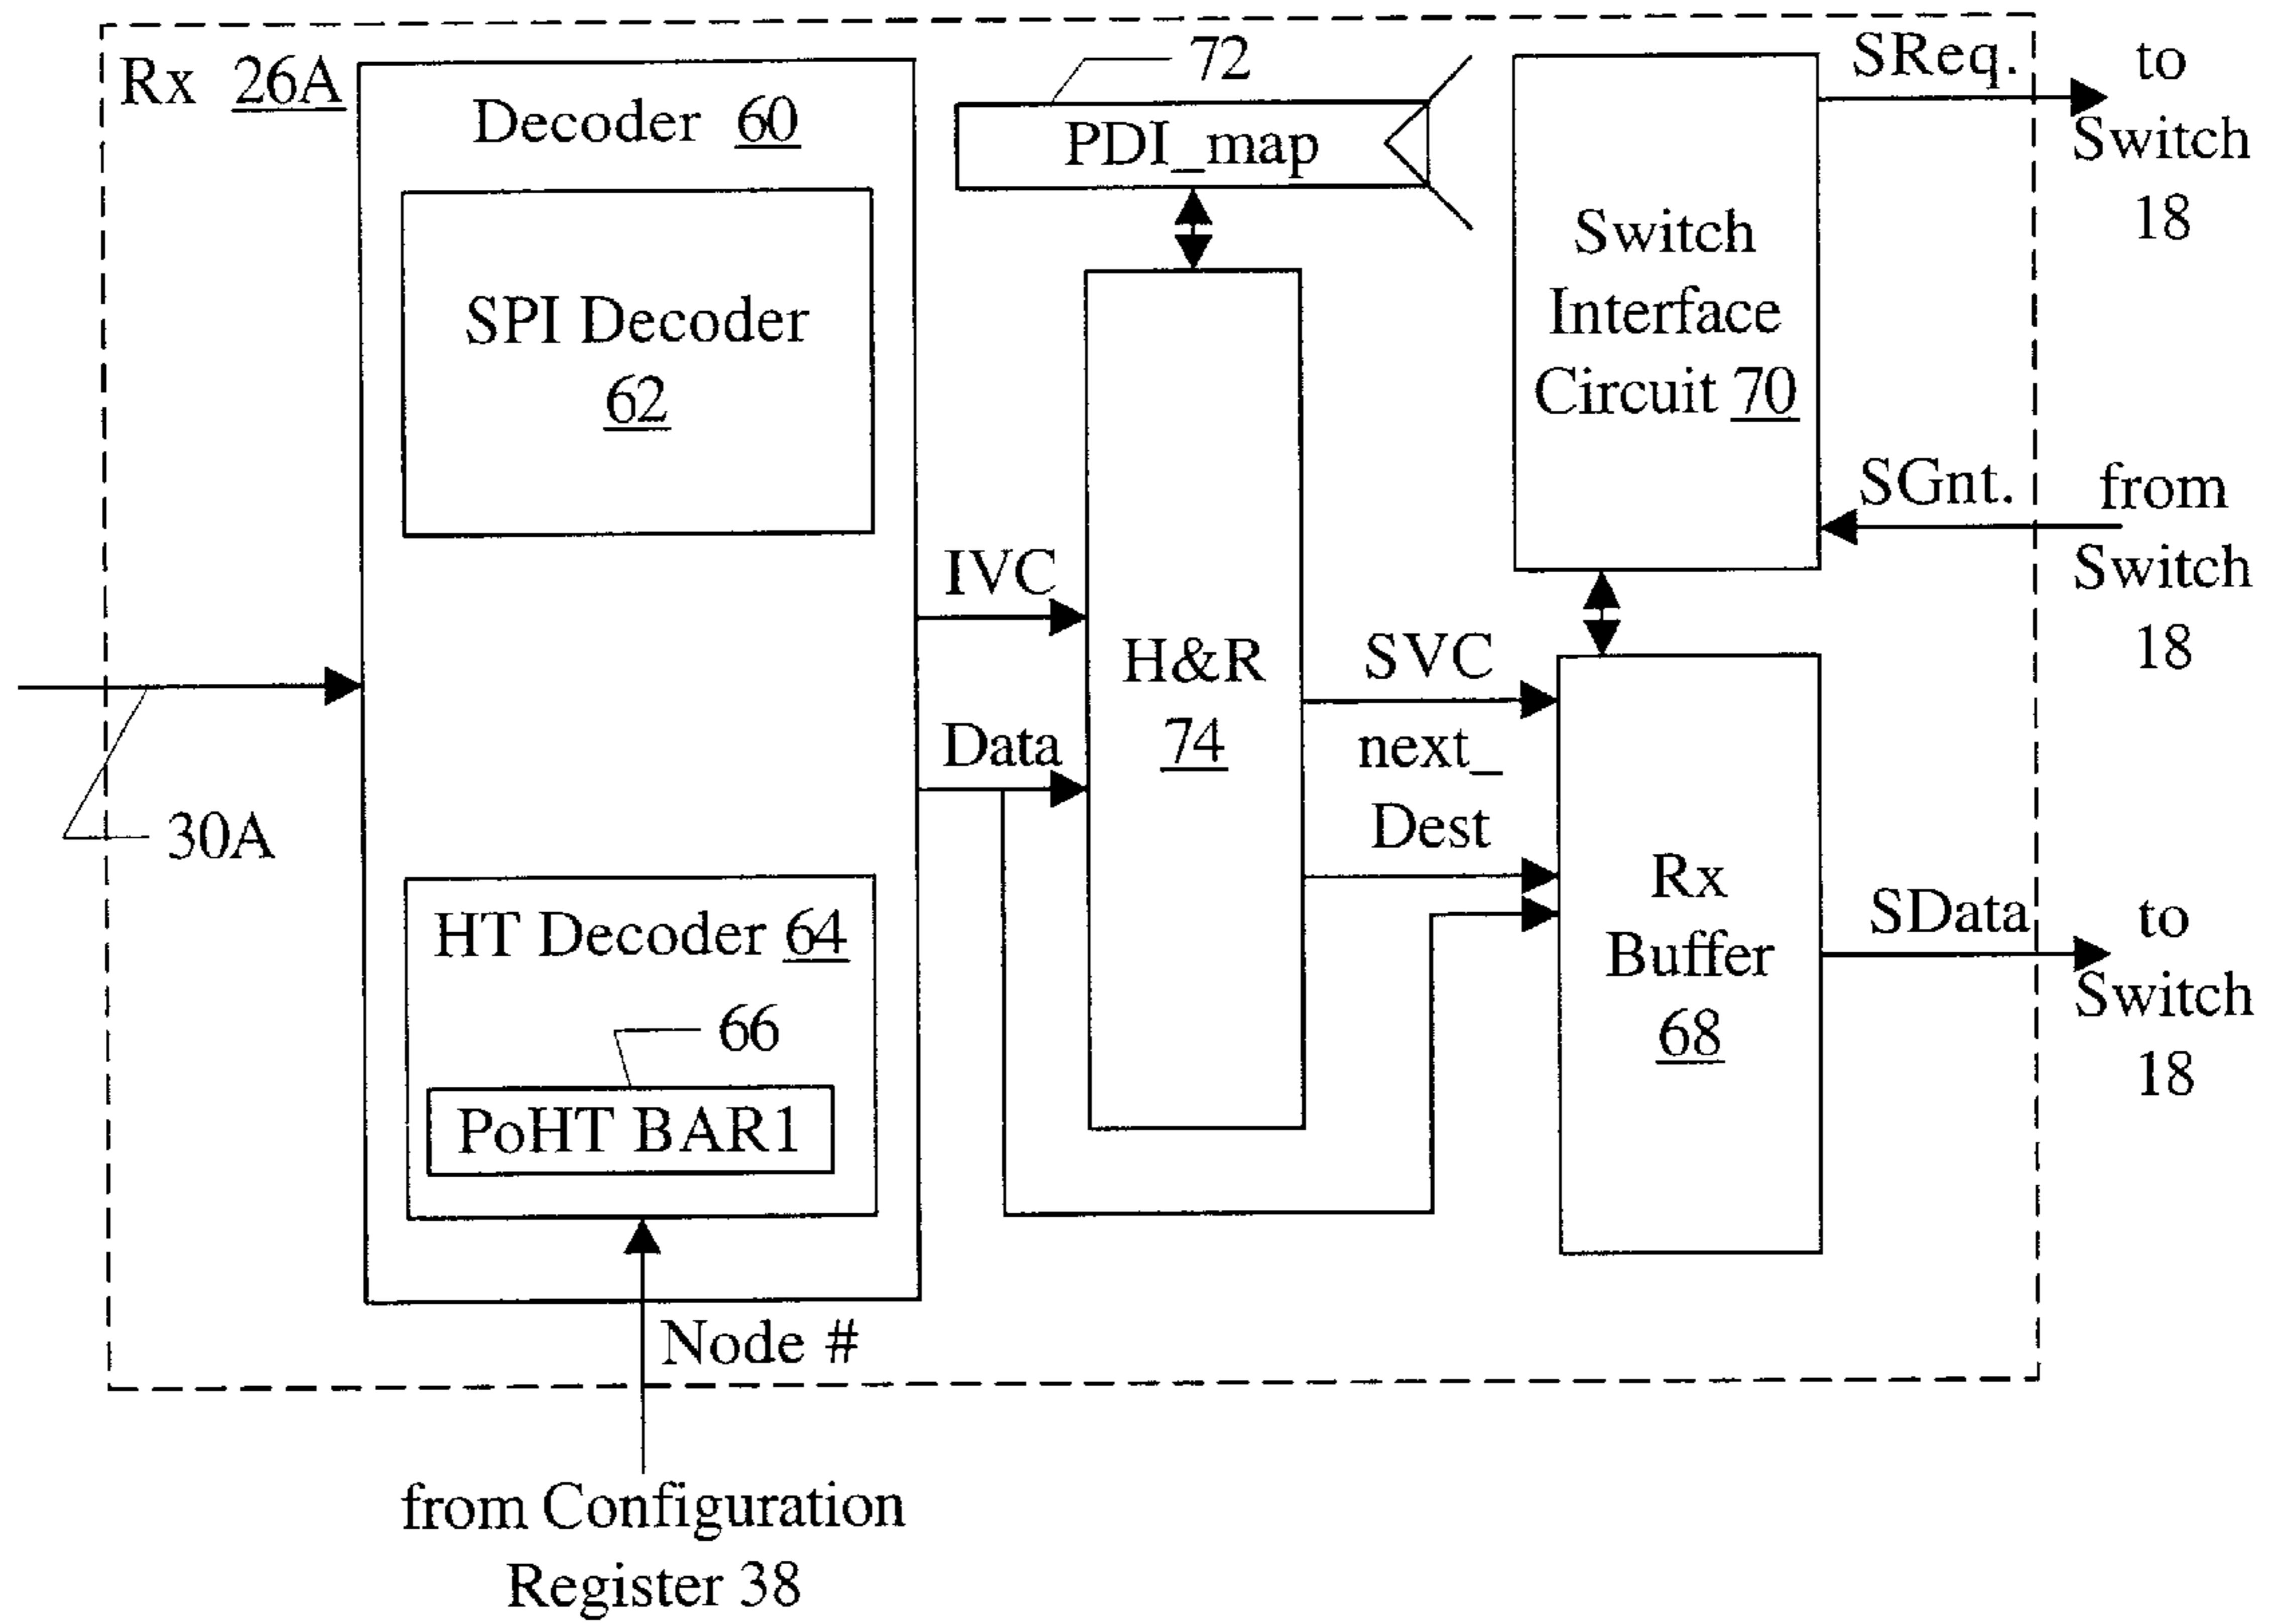 Rx 26A
Decoder 60
SPI Decoder
62
HT Decoder 64
66
PoHT BAR1
30A
Node #
from Configuration
Register 38
72
PDI_map
IVC
Data
H&R
74
SVC
next_
Dest
Switch
Interface
Circuit 70
Rx
Buffer
68
SReq.
to
Switch
18
SGnt.
from
Switch
18
SData
to
Switch
18